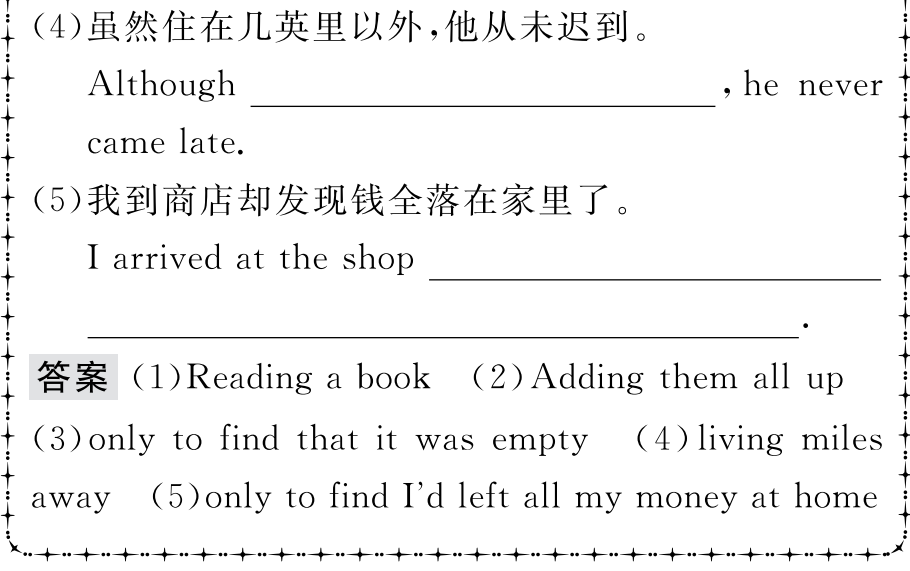 (4)虽然住在几英里以外,他从未迟到。
Although ____________________, he never
came late.
(5)我到商店却发现钱全落在家里了。
I arrived at the shop ____________________
______________________________.
答案 (1)Reading a book (2)Adding them all up
(3)only to find that it was empty (4)living miles
away (5)only to find I'd left all my money at home